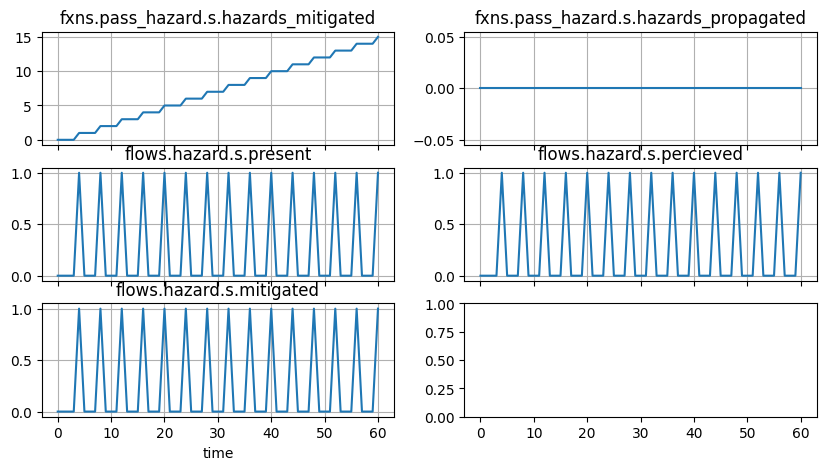 fxns.pass_hazard.s.hazards_mitigated
15
10
5
0
fxns.pass_hazard.s.hazards_propagated
0.05
0.00
−0.05
flows.hazard.s.present
1.0
0.5
0.0
flows.hazard.s.percieved
1.0
0.5
0.0
flows.hazard.s.mitigated
1.0
0.5
0.0
0 10 20 30 40 50 60
time
1.00
0.75
0.50
0.25
0.00
0 10 20 30 40 50 60